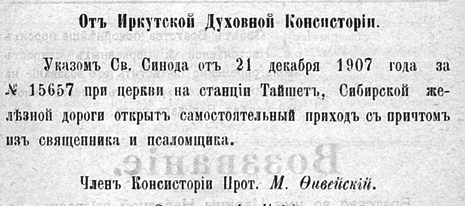 Отъ Иркутской Духовной Консисторіи.
Указомъ Св. Синода отъ 21 декабря 1907 года за
№ 15657 при церкви на станціи Тайшетъ, Сибирской же-
лѣзной дороги открытъ самостоятельный приходъ съ причтомъ
изъ священника и псаломщика.
Членъ Консисторіи Прот. М. Ѳивейскій.